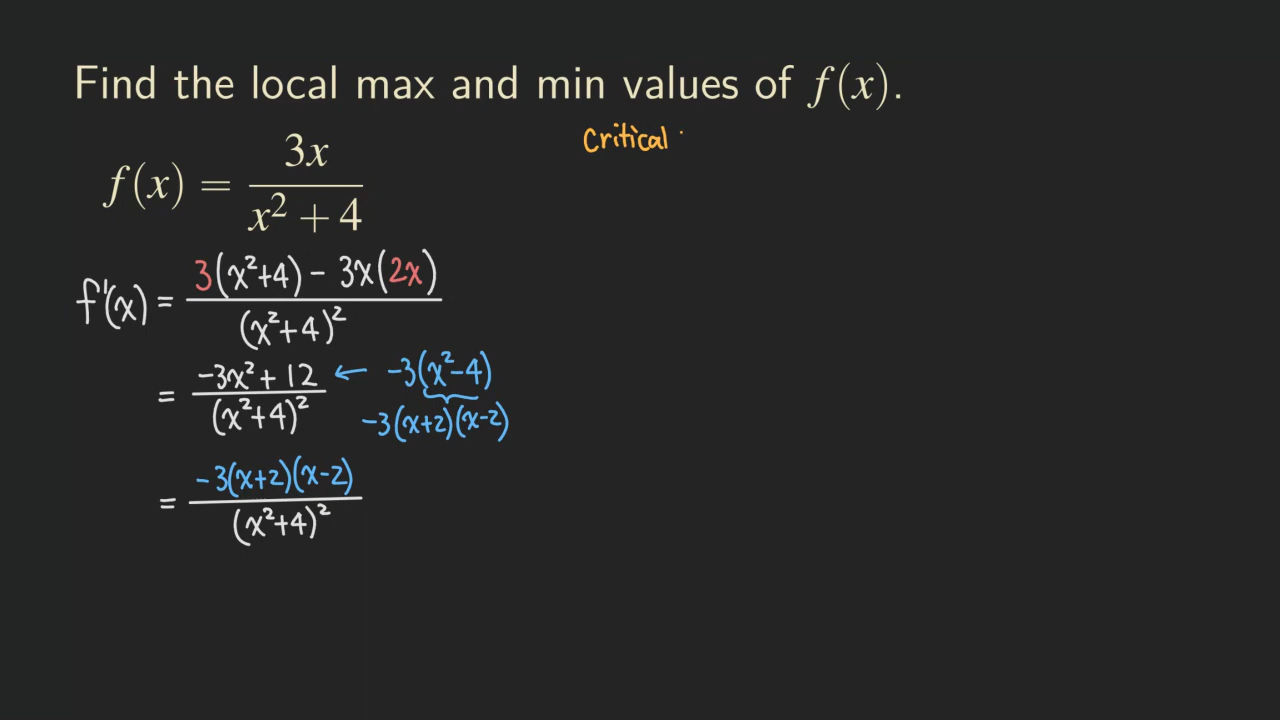 Find the local max and min values of f(x).
Critical
f(x) = 3x / x² + 4
f'(x) = 3(x²+4) - 3x(2x) / (x²+4)²
= -3x² + 12 / (x²+4)² ← -3(x²-4)
-3(x+2)(x-2)
= -3(x+2)(x-2) / (x²+4)²